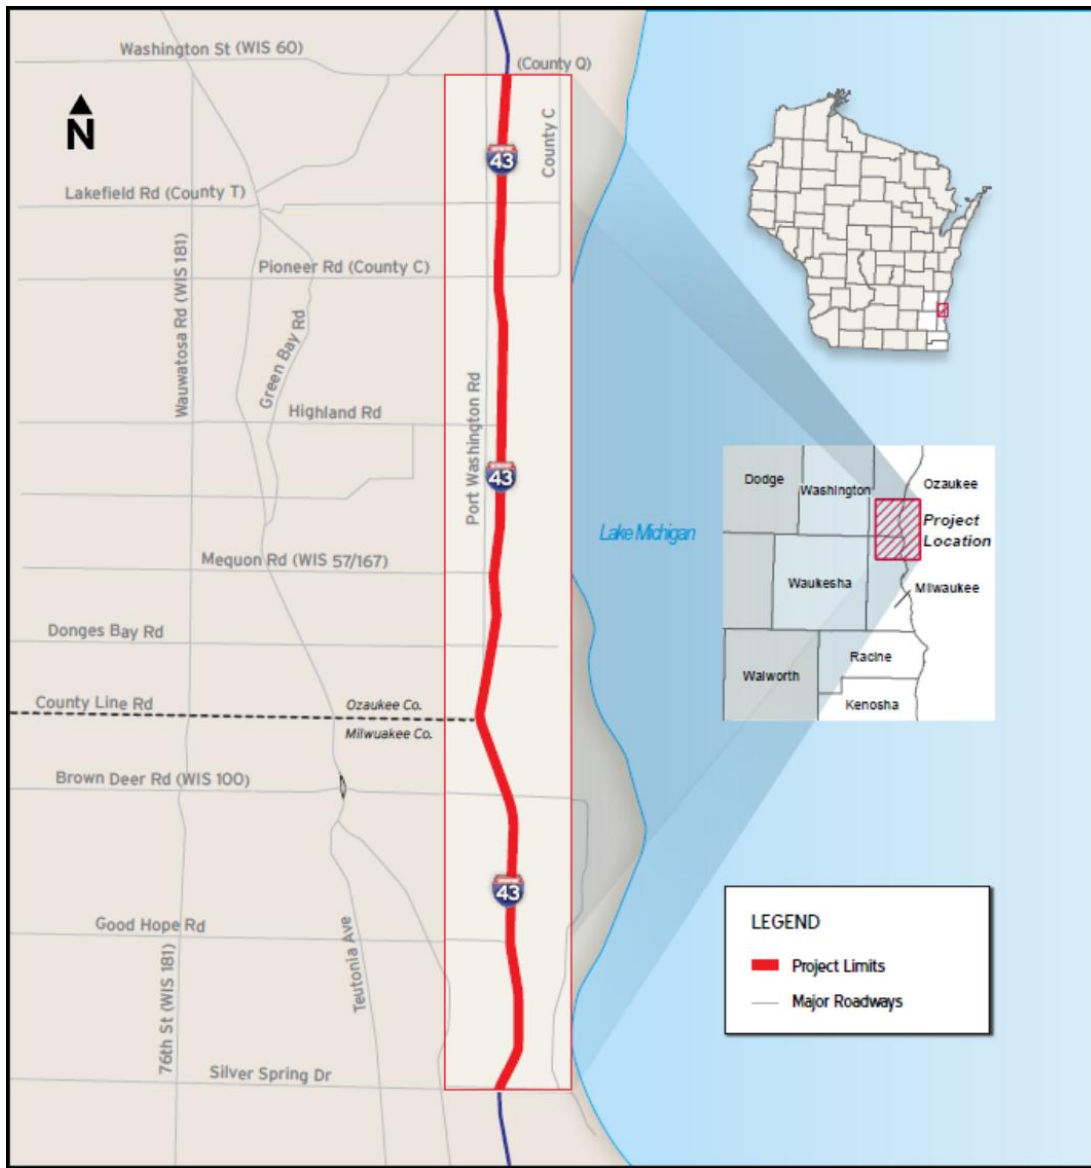 Washington St (WIS 60)
(County Q)
N
43
County C
Lakefield Rd (County T)
Wauwatosa Rd (WIS 181)
Pioneer Rd (County C)
Green Bay Rd
Highland Rd
Port Washington Rd
43
Mequon Rd (WIS 57/167)
Donges Bay Rd
County Line Rd
Ozaukee Co.
Milwuakee Co.
Brown Deer Rd (WIS 100)
43
Good Hope Rd
76th St (WIS 181)
Teutonia Ave
Silver Spring Dr
Lake Michigan
Dodge
Washington
Ozaukee
Project
Location
Waukesha
Milwaukee
Walworth
Racine
Kenosha
LEGEND
Project Limits
Major Roadways